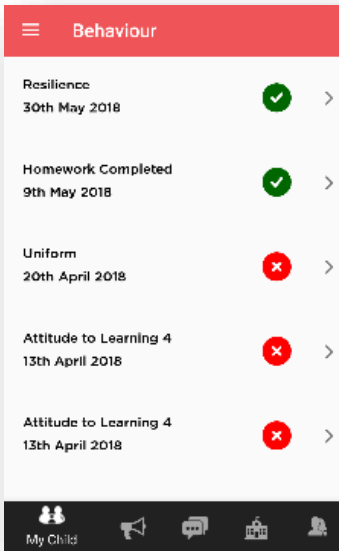 Behaviour
Resilience
30th May 2018
Homework Completed
9th May 2018
Uniform
20th April 2018
Attitude to Learning 4
13th April 2018
Attitude to Learning 4
13th April 2018
My Child